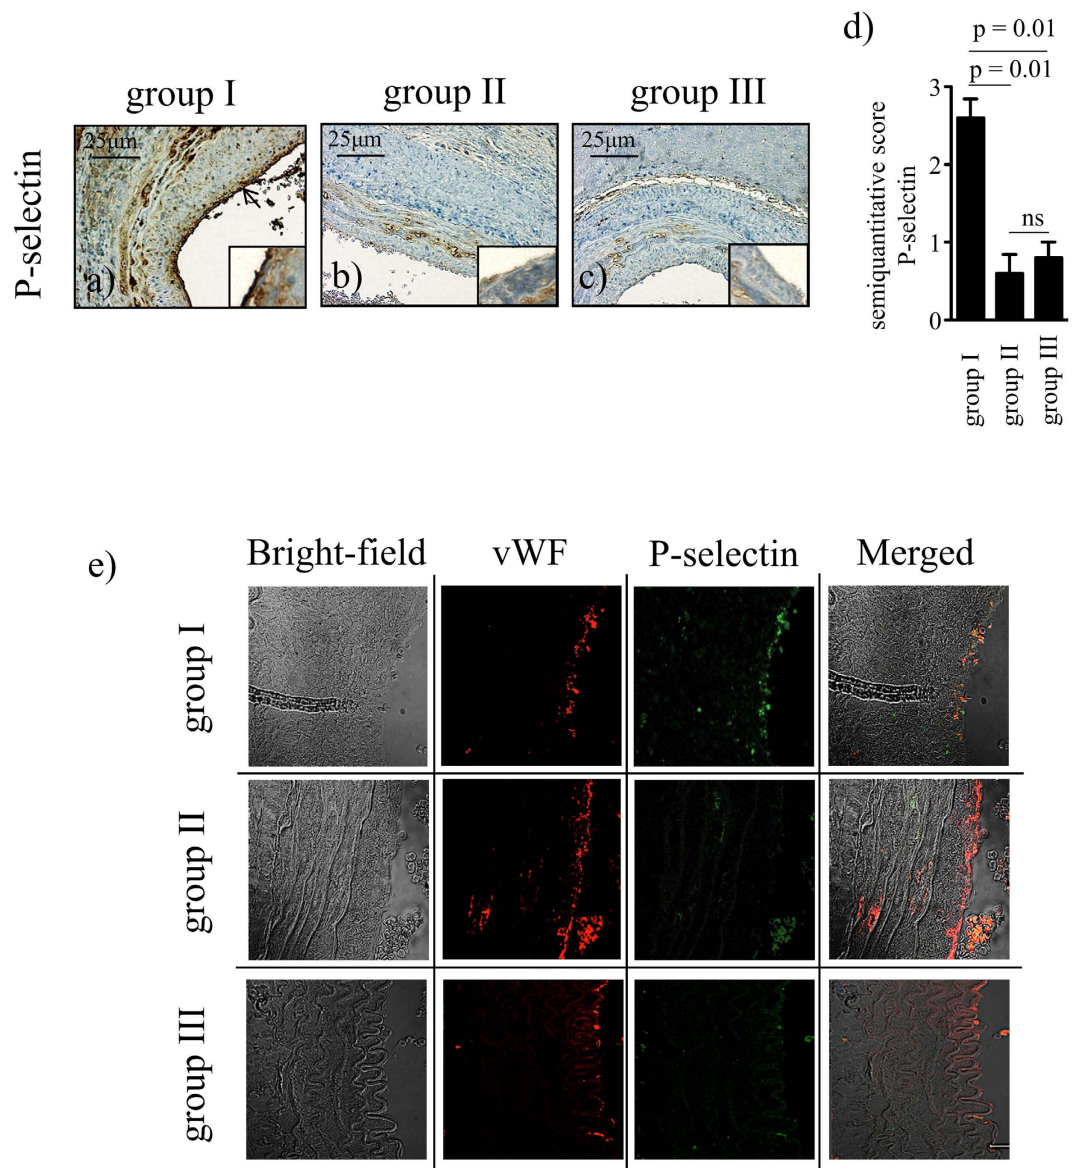 group I
group II
group III
P-selectin
25μm
25μm
25μm
a)
b)
c)
d)
p = 0.01
p = 0.01
ns
semiquantitative score
P-selectin
3
2
1
0
group I
group II
group III
e)
Bright-field
vWF
P-selectin
Merged
group I
group II
group III